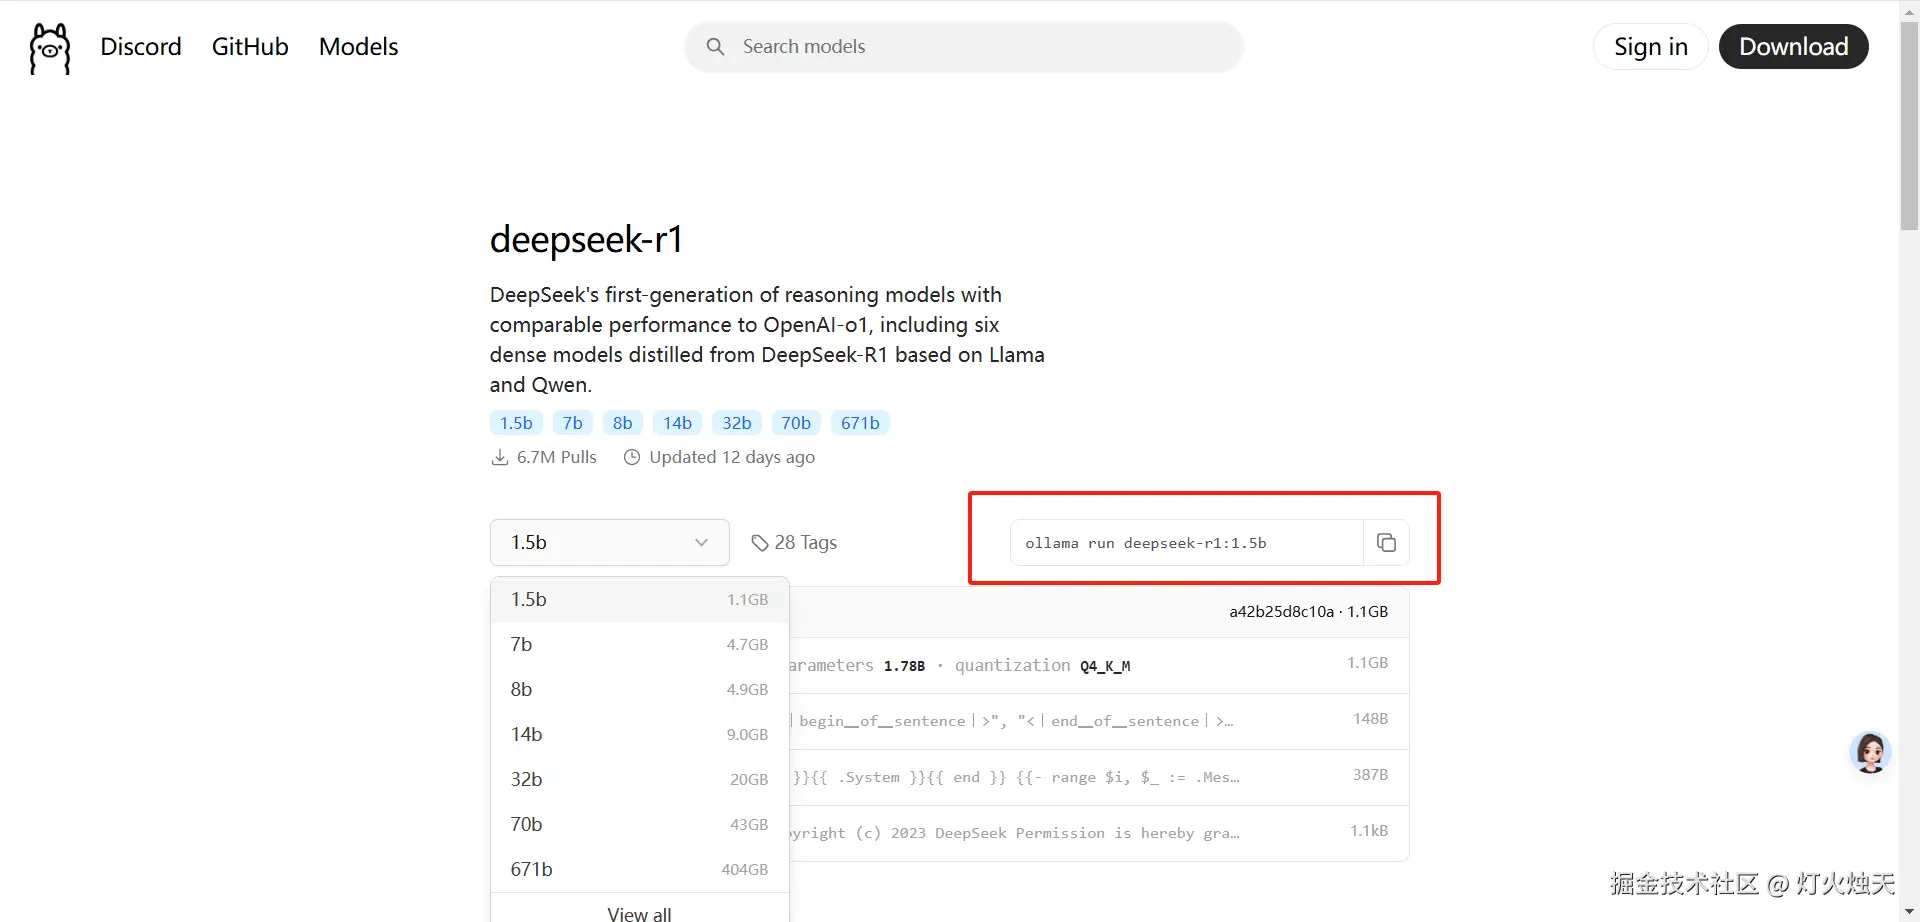 Discord GitHub Models Search models Sign in Download
deepseek-r1
DeepSeek's first-generation of reasoning models with
comparable performance to OpenAI-o1, including six
dense models distilled from DeepSeek-R1 based on Llama
and Qwen.
1.5b 7b 8b 14b 32b 70b 671b
6.7M Pulls Updated 12 days ago
1.5b 28 Tags ollama run deepseek-r1:1.5b
1.5b 1.1GB
7b 4.7GB
8b 4.9GB
14b 9.0GB
32b 20GB
70b 43GB
671b 404GB
View all
a42b25d8c10a · 1.1GB
arameters 1.78B · quantization Q4_K_M 1.1GB
|begin▁of▁sentence|>", "<|end▁of▁sentence|>… 148B
}}{{ .System }}{{ end }} {{- range $i, $_ := .Mes… 387B
yright (c) 2023 DeepSeek Permission is hereby gra… 1.1kB
掘金技术社区 @ 灯火烛天